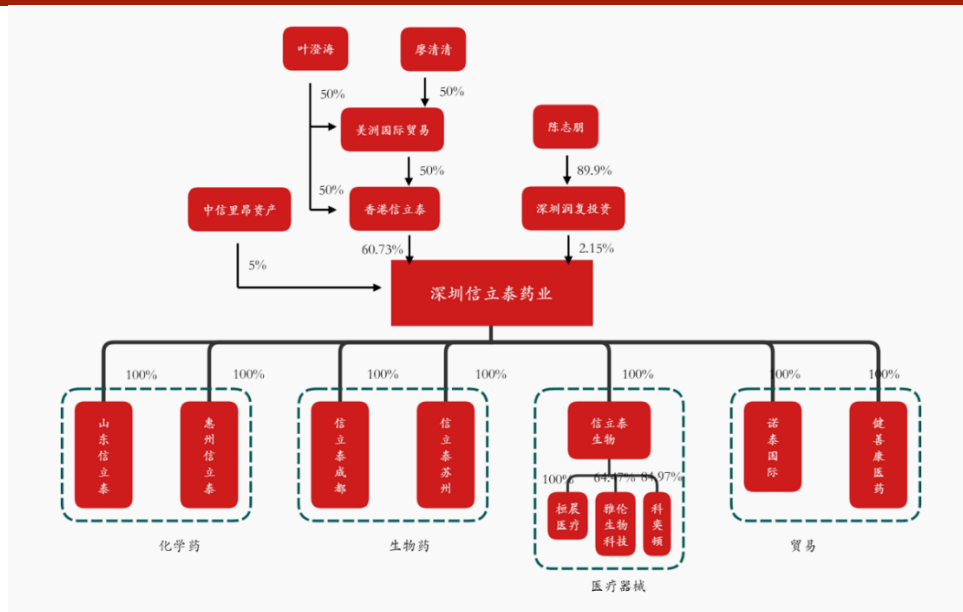 叶澄海
廖清清
50%
50%
美洲国际贸易
陈志朋
50%
89.9%
50%
中信里昂资产
香港信立泰
深圳润复投资
60.73%
2.15%
5%
深圳信立泰药业
100%
100%
100%
100%
100%
100%
100%
山东信立泰
惠州信立泰
信立泰成都
信立泰苏州
信立泰
生物
诺泰国际
健善康医药
100%
64.47%
84.97%
桓晨
医疗
雅伦
生物
科技
科奕顿
化学药
生物药
医疗器械
贸易